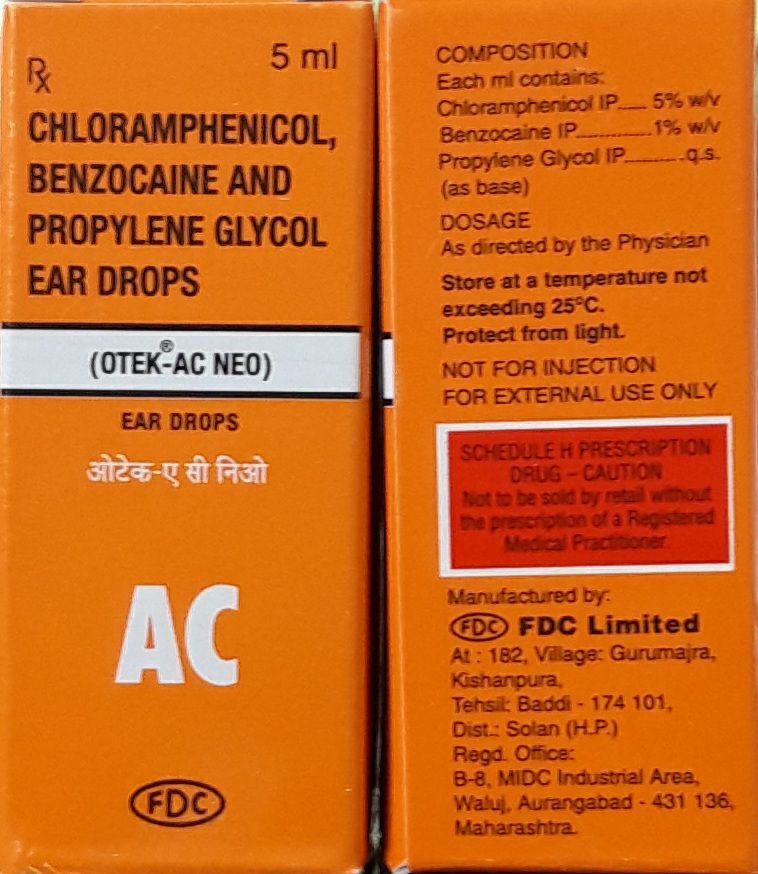 Rx
5 ml
CHLORAMPHENICOL,
BENZOCAINE AND
PROPYLENE GLYCOL
EAR DROPS
(OTEK®-AC NEO)
EAR DROPS
ओटेक-ए सी निओ
AC
FDC
COMPOSITION
Each ml contains:
Chloramphenicol IP..... 5% w/v
Benzocaine IP.............1% w/v
Propylene Glycol IP..........q.s.
(as base)
DOSAGE
As directed by the Physician
Store at a temperature not
exceeding 25°C.
Protect from light.
NOT FOR INJECTION
FOR EXTERNAL USE ONLY
SCHEDULE H PRESCRIPTION
DRUG – CAUTION
Not to be sold by retail without
the prescription of a Registered
Medical Practitioner.
Manufactured by:
FDC FDC Limited
At : 182, Village: Gurumajra,
Kishanpura,
Tehsil: Baddi - 174 101,
Dist.: Solan (H.P.)
Regd. Office:
B-8, MIDC Industrial Area,
Waluj, Aurangabad - 431 136,
Maharashtra.